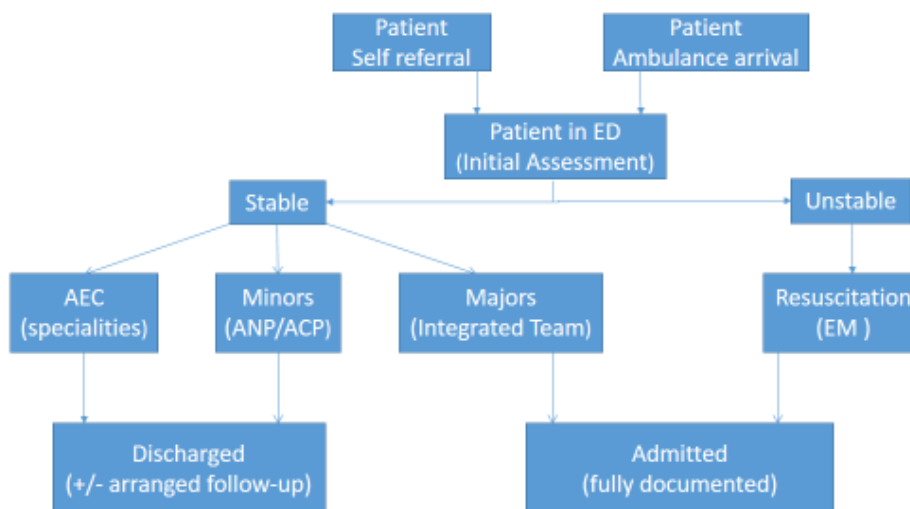 Patient
Self referral
Patient
Ambulance arrival
Patient in ED
(Initial Assessment)
Stable
Unstable
AEC
(specialities)
Minors
(ANP/ACP)
Majors
(Integrated Team)
Resuscitation
(EM )
Discharged
(+/- arranged follow-up)
Admitted
(fully documented)